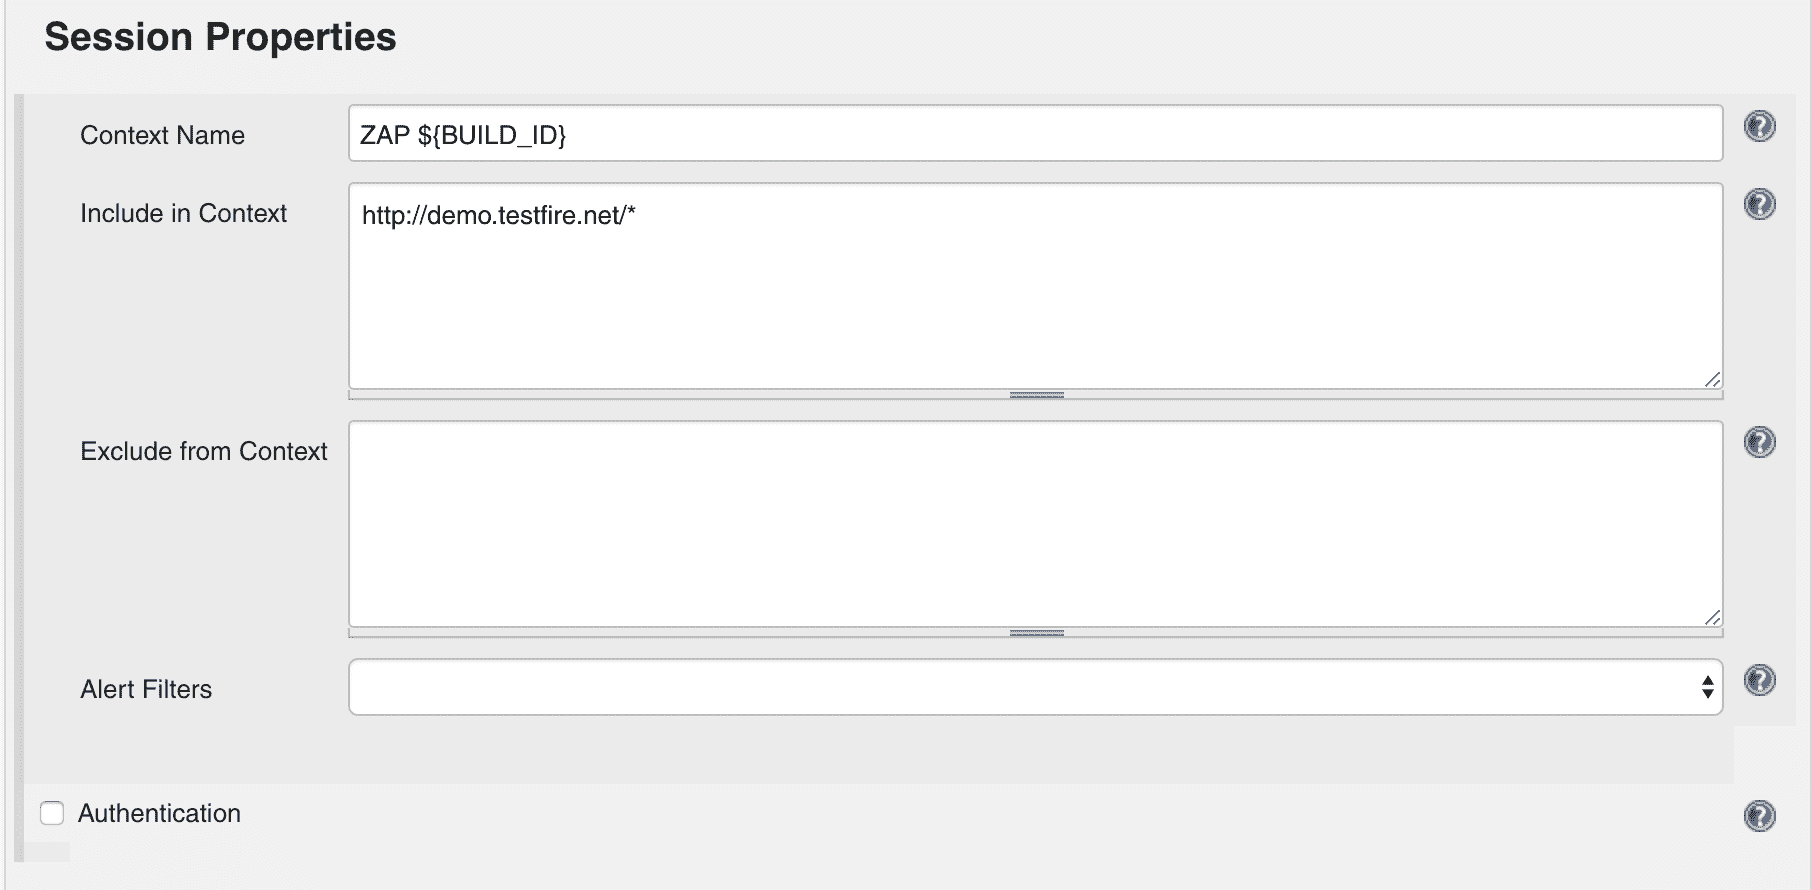 Session Properties
Context Name
ZAP ${BUILD_ID}
Include in Context
http://demo.testfire.net/*
Exclude from Context
Alert Filters
Authentication